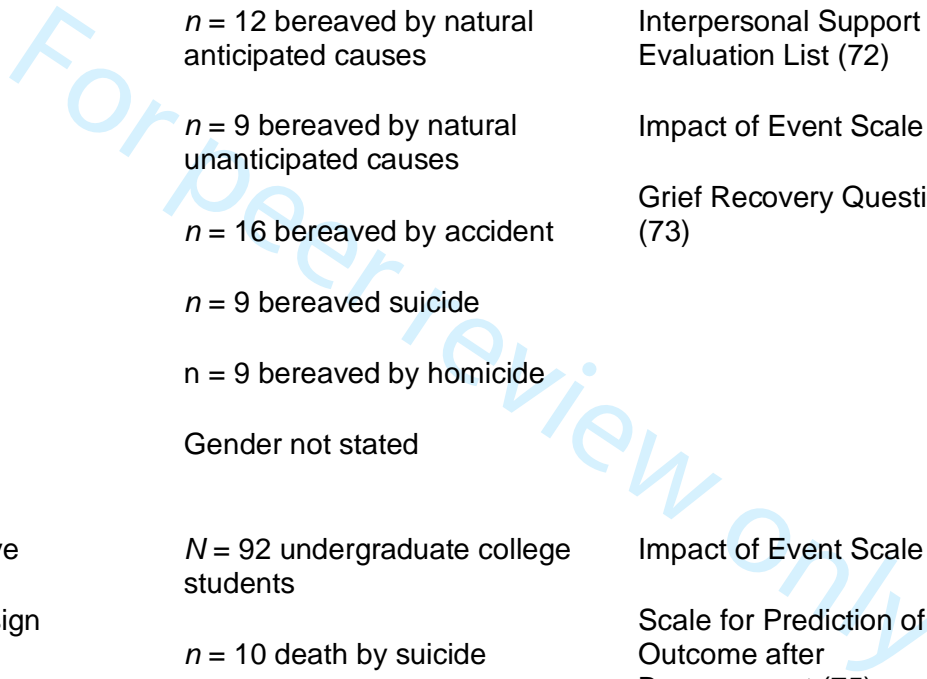 n = 12 bereaved by natural
anticipated causes
n = 9 bereaved by natural
unanticipated causes
n = 16 bereaved by accident
n = 9 bereaved suicide
n = 9 bereaved by homicide
Gender not stated
Interpersonal Support
Evaluation List (72)
Impact of Event Scale
Grief Recovery Questi
(73)
ve
sign
N = 92 undergraduate college
students
n = 10 death by suicide
Impact of Event Scale
Scale for Prediction of
Outcome after
For peer review only